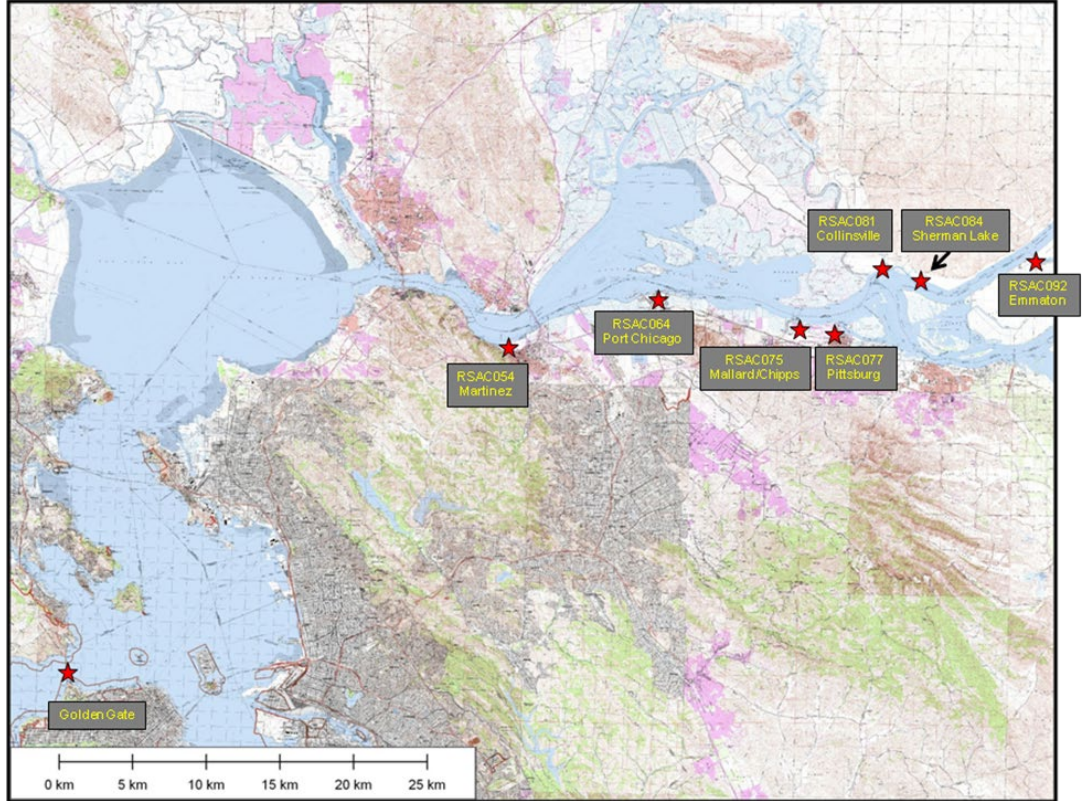 RSAC081
Collinsville
RSAC084
Sherman Lake
RSAC092
Emmaton
RSAC064
Port Chicago
RSAC075
Mallard/Chipps
RSAC077
Pittsburg
RSAC054
Martinez
Golden Gate
0 km 5 km 10 km 15 km 20 km 25 km